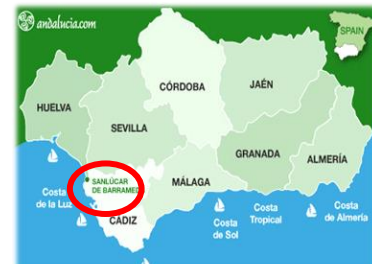 andalucia.com
SPAIN
CÓRDOBA
JAÉN
HUELVA
SEVILLA
GRANADA
ALMERÍA
SANLÚCAR
DE BARRAMED
MÁLAGA
Costa
de la Luz
CÁDIZ
Costa
de Sol
Costa
Tropical
Costa
de Almería